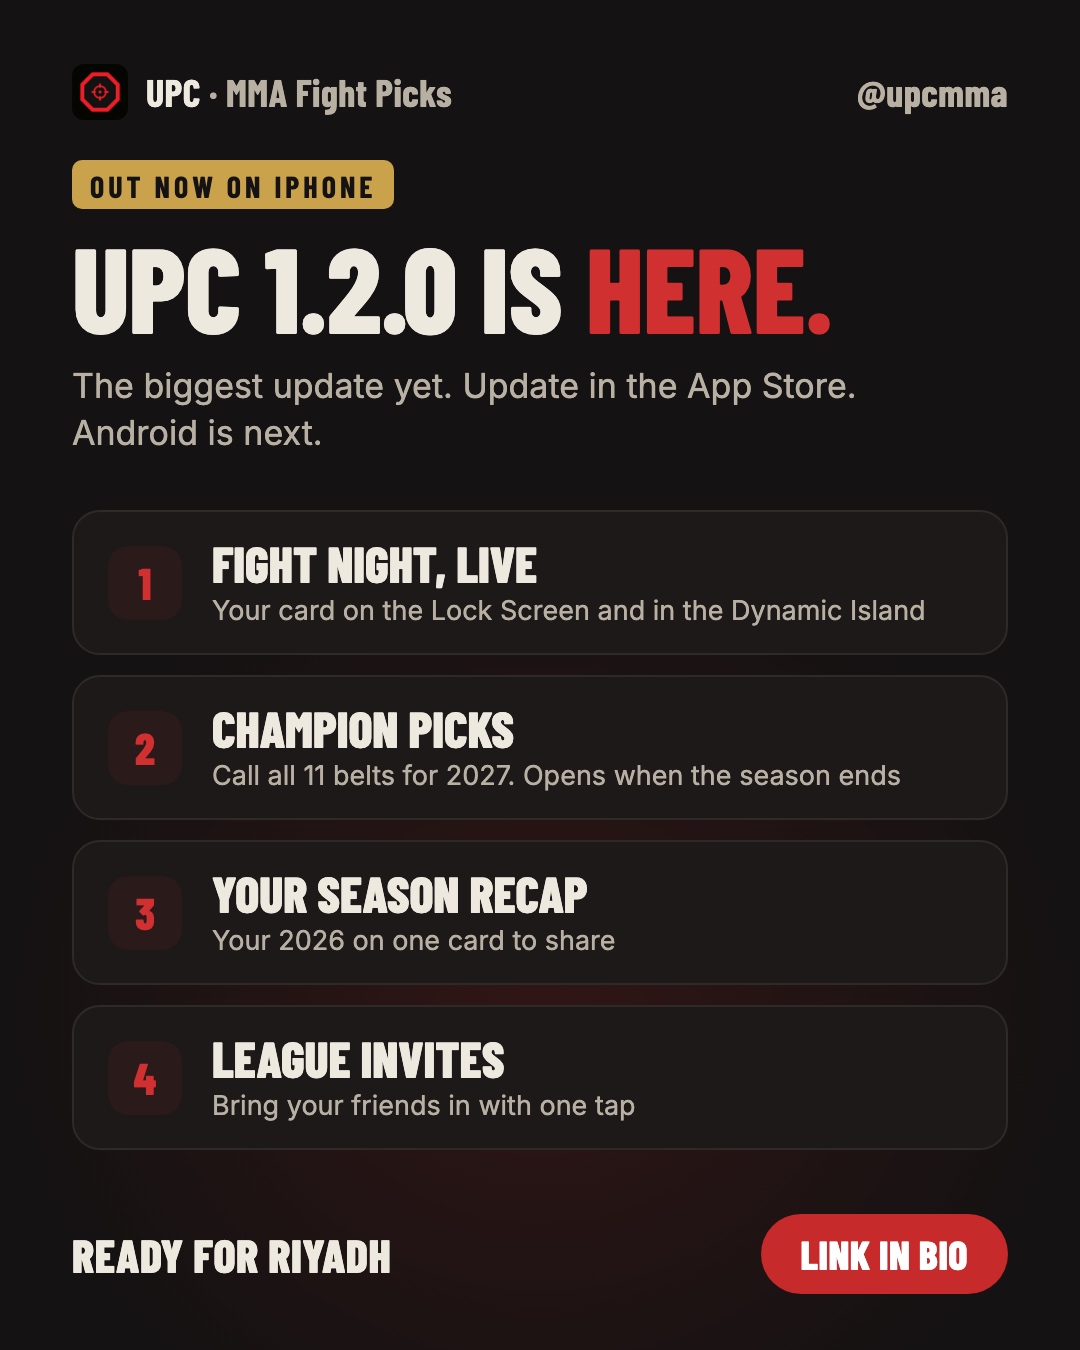 UPC · MMA Fight Picks
@upcmma
OUT NOW ON IPHONE
UPC 1.2.0 IS HERE.
The biggest update yet. Update in the App Store.
Android is next.
1
FIGHT NIGHT, LIVE
Your card on the Lock Screen and in the Dynamic Island
2
CHAMPION PICKS
Call all 11 belts for 2027. Opens when the season ends
3
YOUR SEASON RECAP
Your 2026 on one card to share
4
LEAGUE INVITES
Bring your friends in with one tap
READY FOR RIYADH
LINK IN BIO